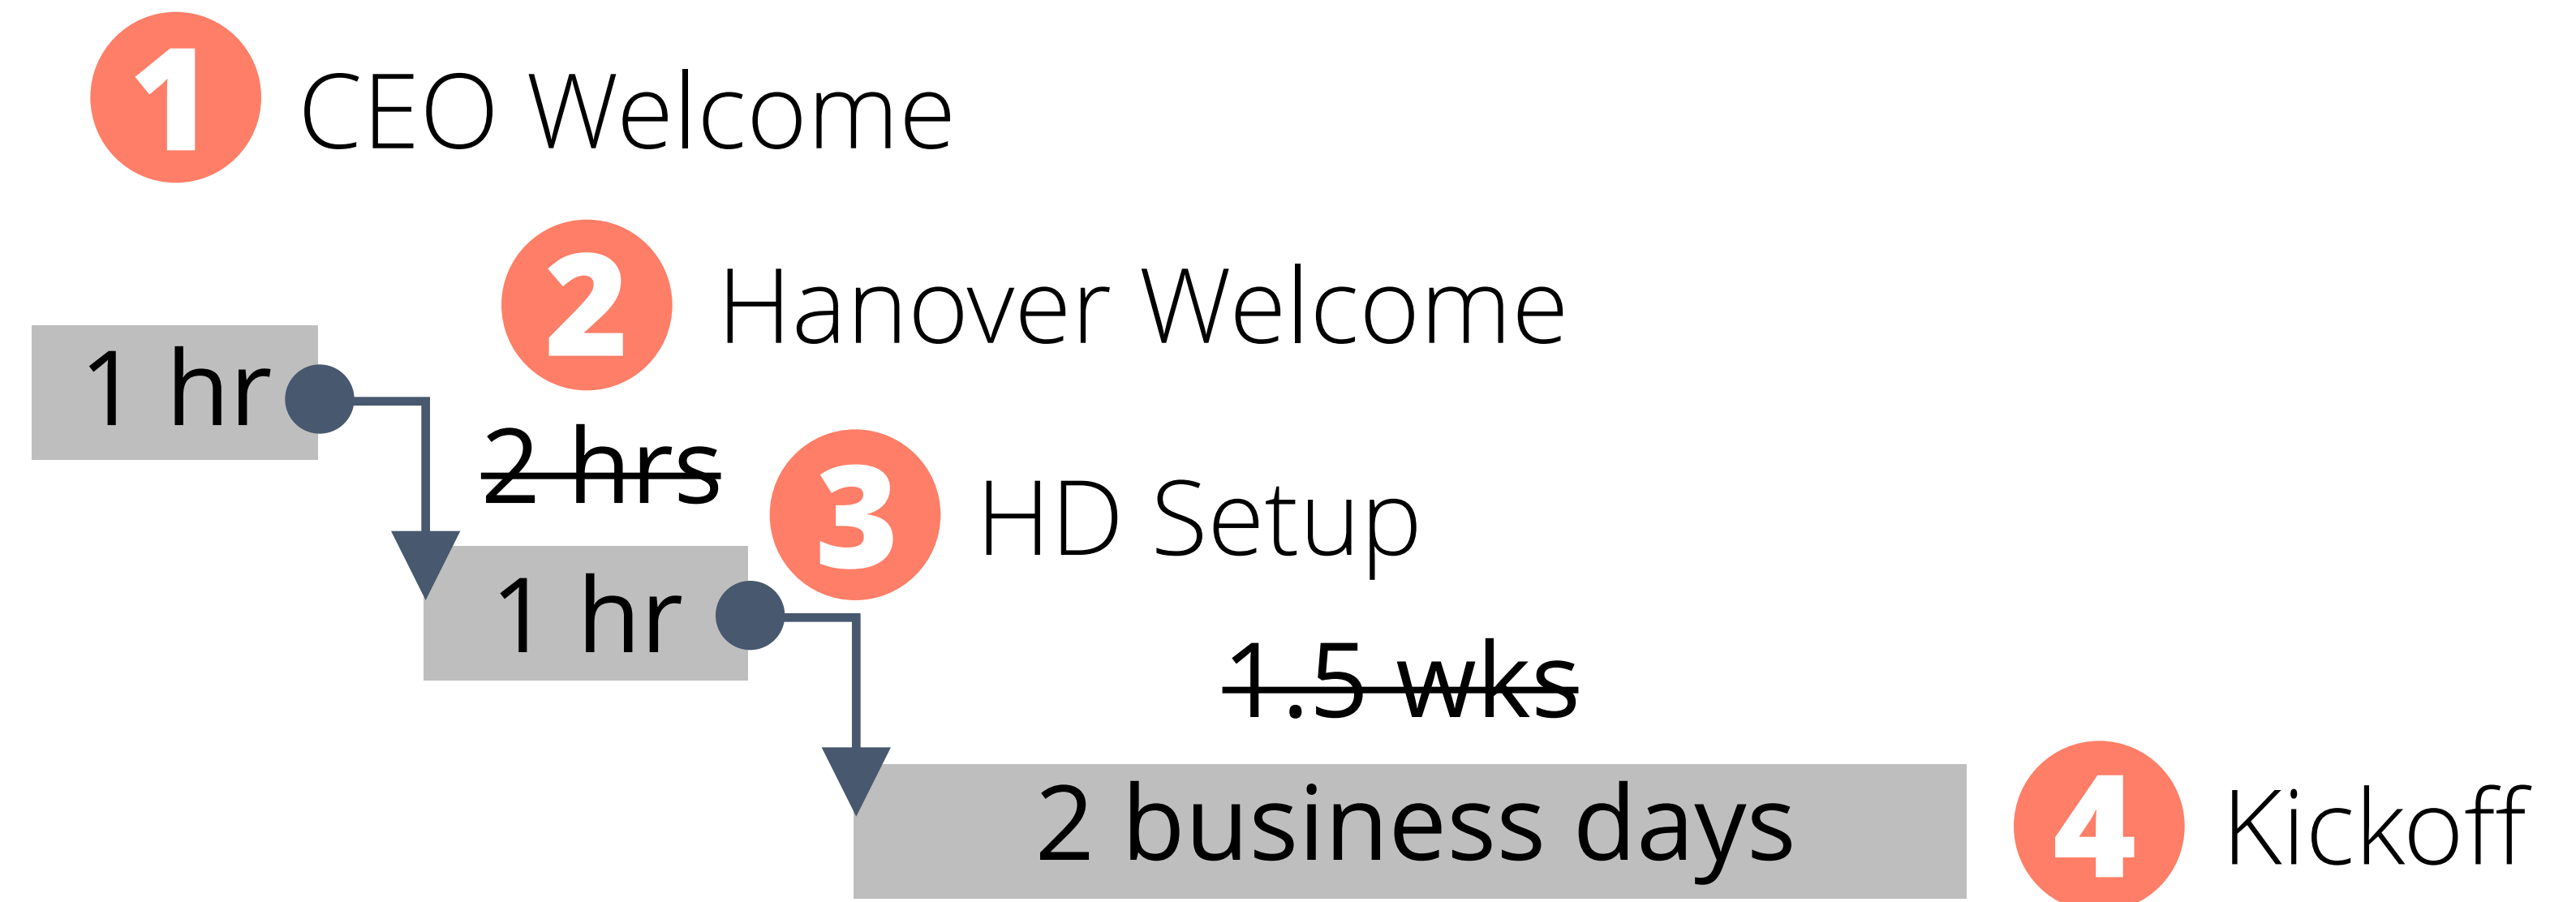 1 CEO Welcome
2 Hanover Welcome
1 hr
2 hrs
3 HD Setup
1 hr
1.5 wks
2 business days
4 Kickoff